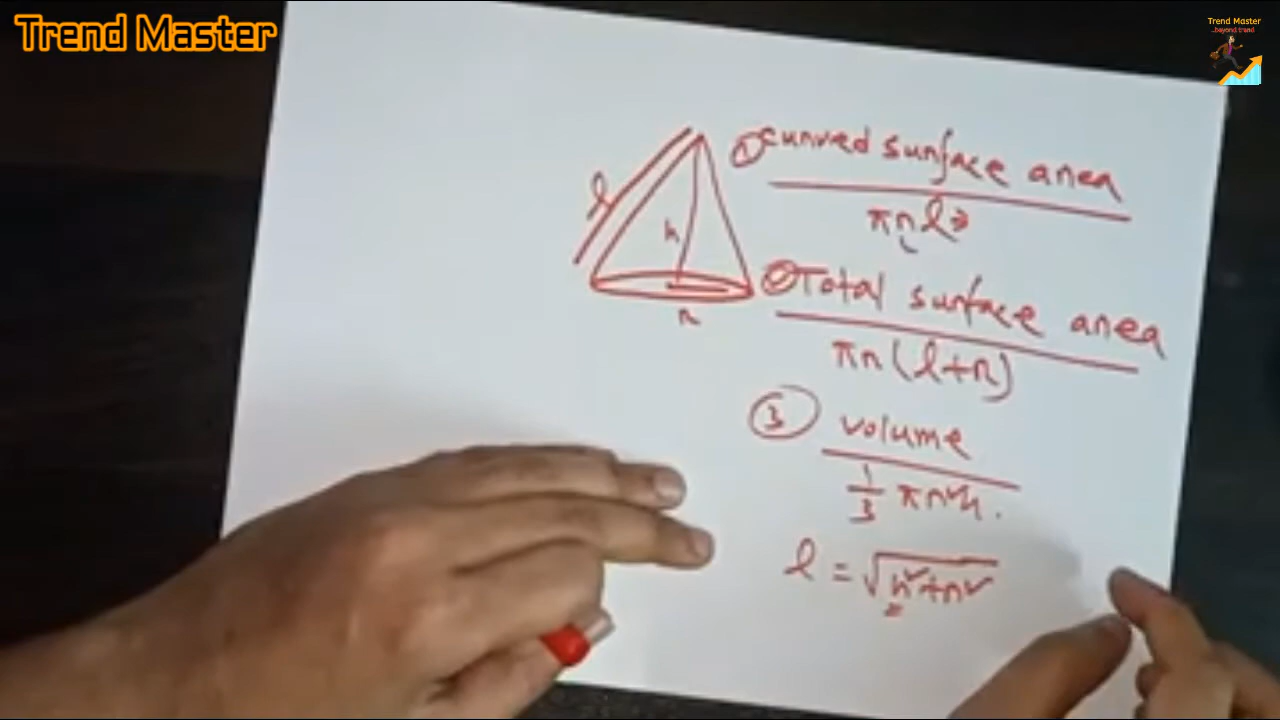 Trend Master
Trend Master
..beyond trend
① curved surface area
πrl
l
h
r
② Total surface area
πr(l+r)
③ volume
1/3 πr²h.
l = √h²+r²